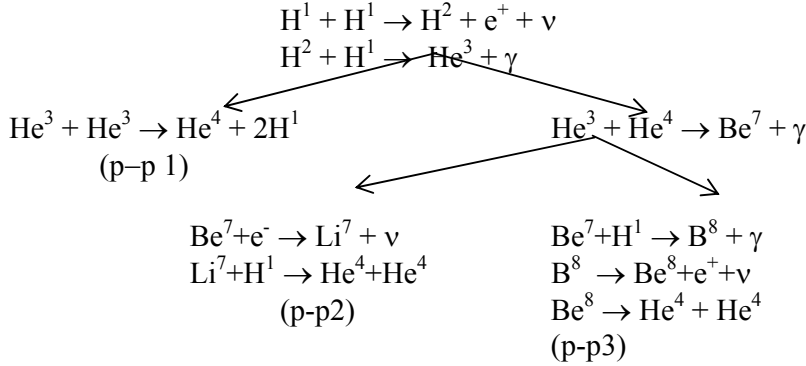 H¹ + H¹ → H² + e⁺ + ν
H² + H¹ → He³ + γ
He³ + He³ → He⁴ + 2H¹
(p–p 1)
He³ + He⁴ → Be⁷ + γ
Be⁷+e⁻ → Li⁷ + ν
Li⁷+H¹ → He⁴+He⁴
(p-p2)
Be⁷+H¹ → B⁸ + γ
B⁸ → Be⁸+e⁺+ν
Be⁸ → He⁴ + He⁴
(p-p3)